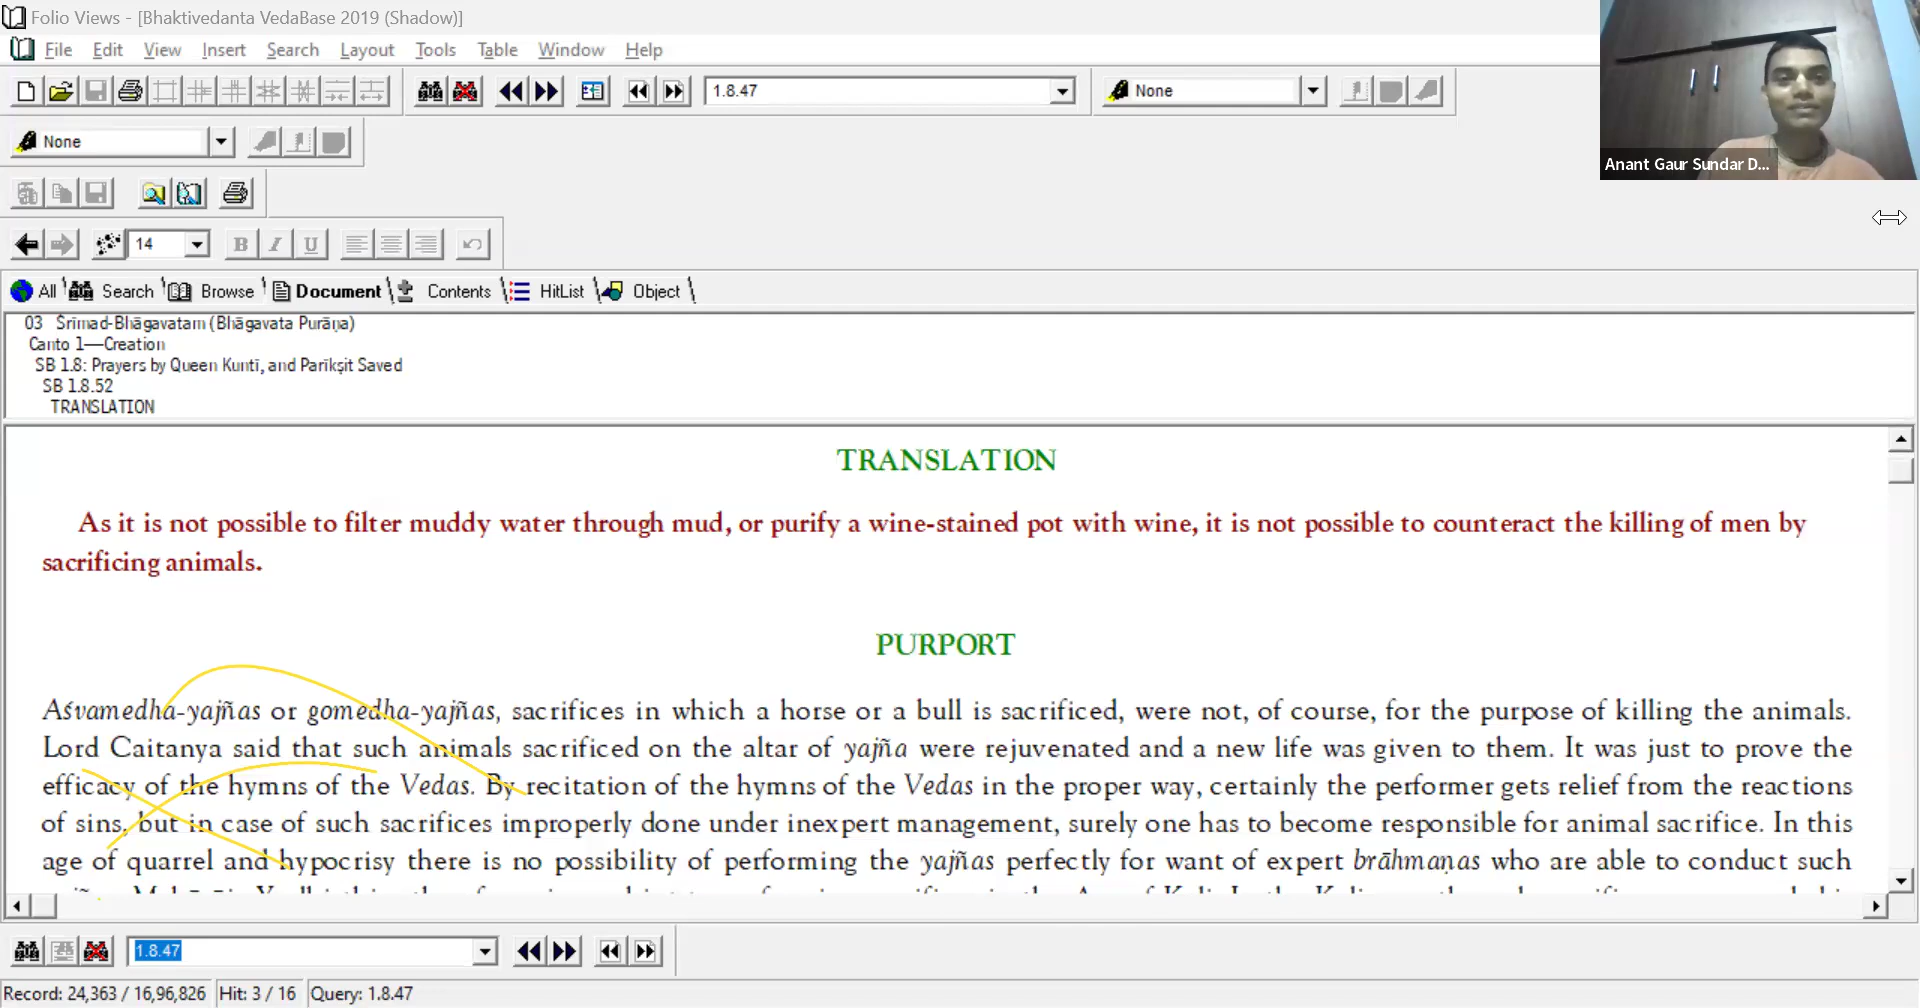 Folio Views - [Bhaktivedanta VedaBase 2019 (Shadow)]
File Edit View Insert Search Layout Tools Table Window Help
1.8.47 None
Anant Gaur Sundar D...
None
14 B I U
All Search Browse Document Contents HitList Object
03 Śrīmad-Bhāgavatam (Bhāgavata Purāṇa)
Canto 1—Creation
SB 1.8: Prayers by Queen Kuntī, and Parīkṣit Saved
SB 1.8.52
TRANSLATION
TRANSLATION
As it is not possible to filter muddy water through mud, or purify a wine-stained pot with wine, it is not possible to counteract the killing of men by
sacrificing animals.
PURPORT
Aśvamedha-yajñas or gomedha-yajñas, sacrifices in which a horse or a bull is sacrificed, were not, of course, for the purpose of killing the animals.
Lord Caitanya said that such animals sacrificed on the altar of yajña were rejuvenated and a new life was given to them. It was just to prove the
efficacy of the hymns of the Vedas. By recitation of the hymns of the Vedas in the proper way, certainly the performer gets relief from the reactions
of sins, but in case of such sacrifices improperly done under inexpert management, surely one has to become responsible for animal sacrifice. In this
age of quarrel and hypocrisy there is no possibility of performing the yajñas perfectly for want of expert brāhmaṇas who are able to conduct such
1.8.47
Record: 24,363 / 16,96,826 Hit: 3 / 16 Query: 1.8.47